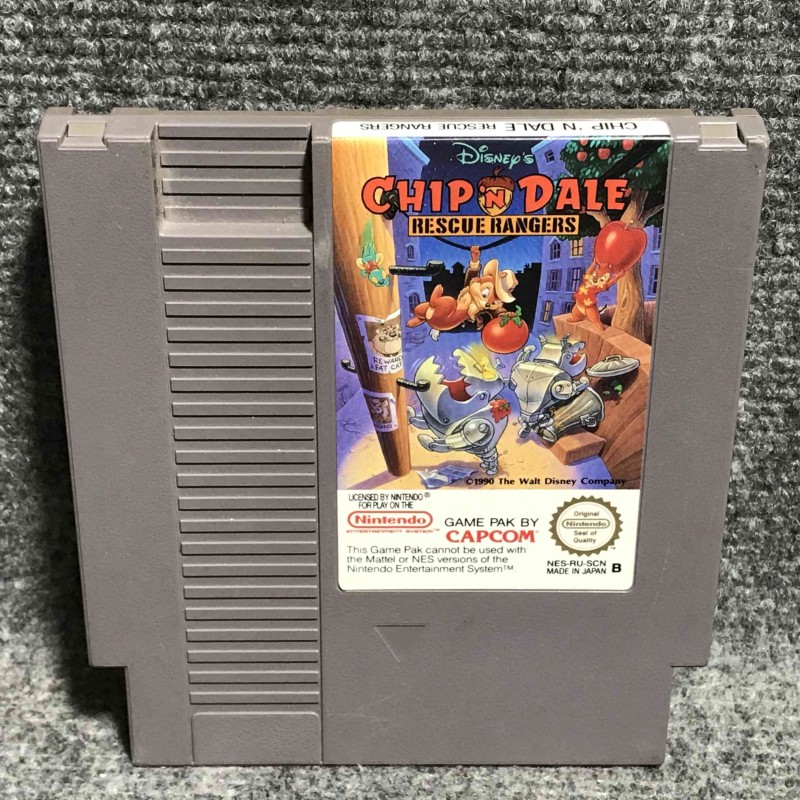 CHIP 'N DALE RESCUE RANGERS
DISNEY'S
CHIP 'N DALE
RESCUE RANGERS
REWARD
FAT CAT
©1990 The Walt Disney Company
LICENSED BY NINTENDO®
FOR PLAY ON THE
Nintendo
ENTERTAINMENT SYSTEM™
GAME PAK BY
CAPCOM™
This Game Pak cannot be used with
the Mattel or NES versions of the
Nintendo Entertainment System™.
Original
Nintendo
Seal of
Quality
NES-RU-SCN
MADE IN JAPAN B